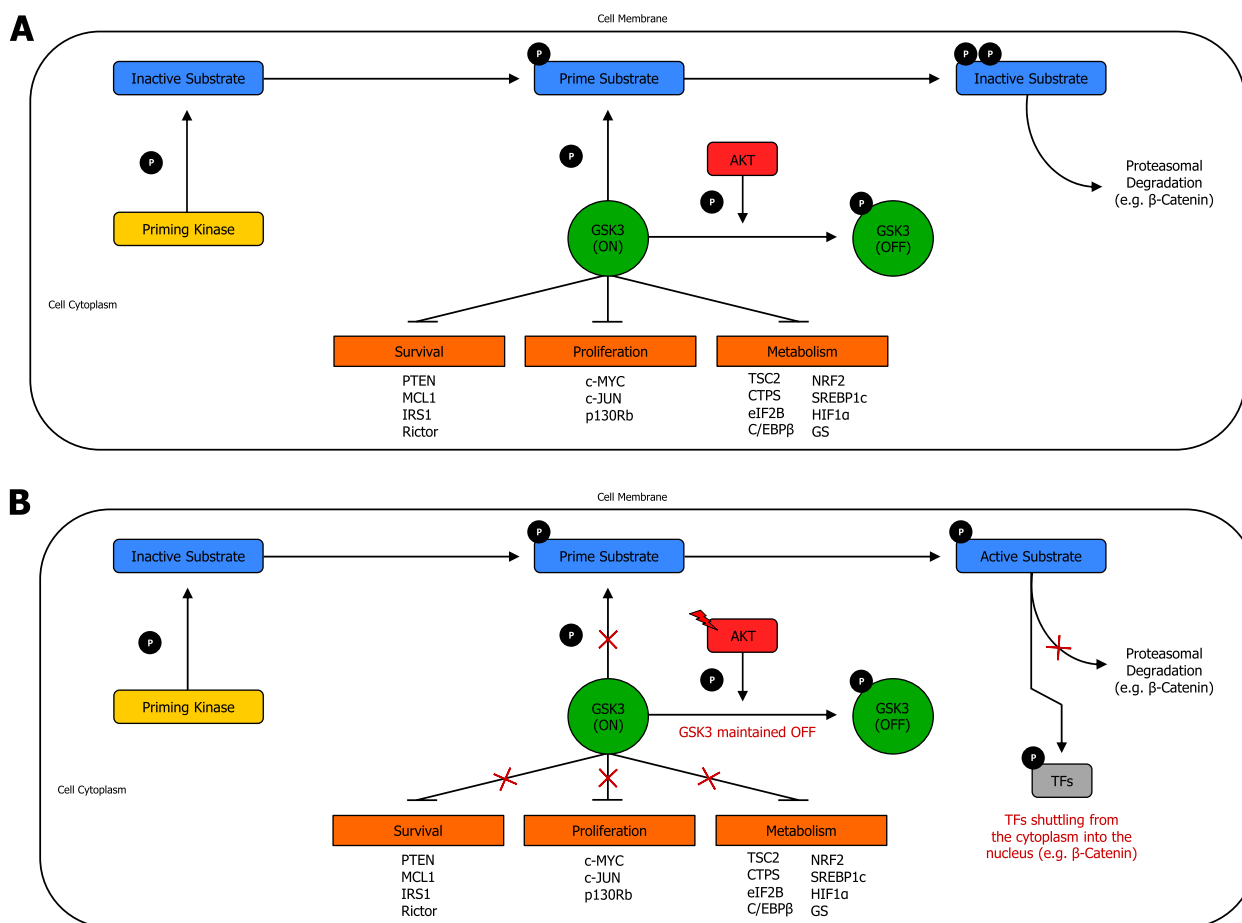 Cell Membrane
A
P
P
P
Inactive Substrate
Prime Substrate
Inactive Substrate
P
P
AKT
Proteasomal
Degradation
(e.g. β-Catenin)
P
P
Priming Kinase
GSK3
(ON)
GSK3
(OFF)
Cell Cytoplasm
Survival
Proliferation
Metabolism
PTEN
MCL1
IRS1
Rictor
c-MYC
c-JUN
p130Rb
TSC2
CTPS
eIF2B
C/EBPβ
NRF2
SREBP1c
HIF1α
GS
Cell Membrane
B
P
P
Inactive Substrate
Prime Substrate
Active Substrate
P
P
AKT
Proteasomal
Degradation
(e.g. β-Catenin)
P
P
Priming Kinase
GSK3
(ON)
GSK3 maintained OFF
GSK3
(OFF)
Cell Cytoplasm
P
TFs
TFs shuttling from
the cytoplasm into the
nucleus (e.g. β-Catenin)
Survival
Proliferation
Metabolism
PTEN
MCL1
IRS1
Rictor
c-MYC
c-JUN
p130Rb
TSC2
CTPS
eIF2B
C/EBPβ
NRF2
SREBP1c
HIF1α
GS